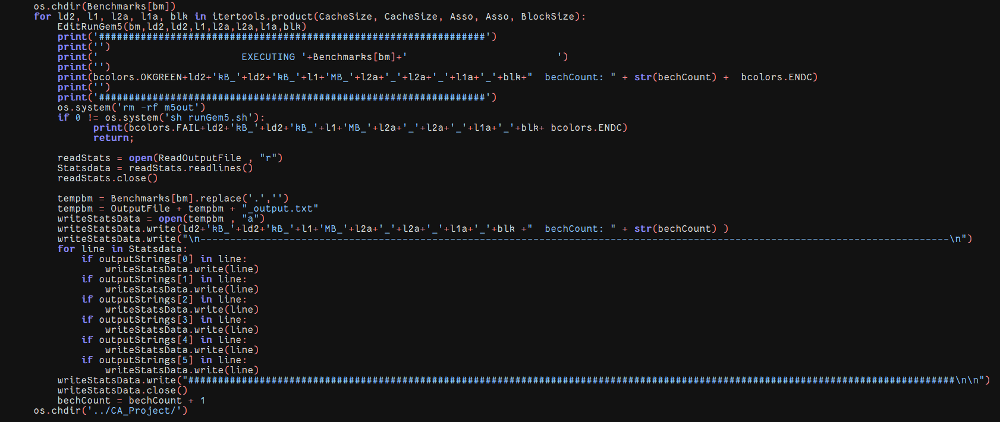 os.chdir(Benchmarks[bm])
for ld2, l1, l2a, l1a, blk in itertools.product(CacheSize, CacheSize, Asso, Asso, BlockSize):
    EditRunGem5(bm,ld2,ld2,l1,l2a,l2a,l1a,blk)
    print('#################################################################')
    print('')
    print('                        EXECUTING '+Benchmarks[bm]+'                         ')
    print('')
    print(bcolors.OKGREEN+ld2+'kB_'+ld2+'kB_'+l1+'MB_'+l2a+'_'+l2a+'_'+l1a+'_'+blk+"  bechCount: " + str(bechCount) +  bcolors.ENDC)
    print('')
    print('#################################################################')
    os.system('rm -rf m5out')
    if 0 != os.system('sh runGem5.sh'):
          print(bcolors.FAIL+ld2+'kB_'+ld2+'kB_'+l1+'MB_'+l2a+'_'+l2a+'_'+l1a+'_'+blk+ bcolors.ENDC)
          return;
    readStats = open(ReadOutputFile , "r")
    Statsdata = readStats.readlines()
    readStats.close()
    tempbm = Benchmarks[bm].replace('.','')
    tempbm = OutputFile + tempbm + "_output.txt"
    writeStatsData = open(tempbm , "a")
    writeStatsData.write(ld2+'kB_'+ld2+'kB_'+l1+'MB_'+l2a+'_'+l2a+'_'+l1a+'_'+blk +"  bechCount: " + str(bechCount) )
    writeStatsData.write("\n------------------------------------------------------------------------------------------------------------------------------\n")
    for line in Statsdata:
        if outputStrings[0] in line:
            writeStatsData.write(line)
        if outputStrings[1] in line:
            writeStatsData.write(line)
        if outputStrings[2] in line:
            writeStatsData.write(line)
        if outputStrings[3] in line:
            writeStatsData.write(line)
        if outputStrings[4] in line:
            writeStatsData.write(line)
        if outputStrings[5] in line:
            writeStatsData.write(line)
    writeStatsData.write("#################################################################################################################################\n\n")
    writeStatsData.close()
    bechCount = bechCount + 1
os.chdir('../CA_Project/')